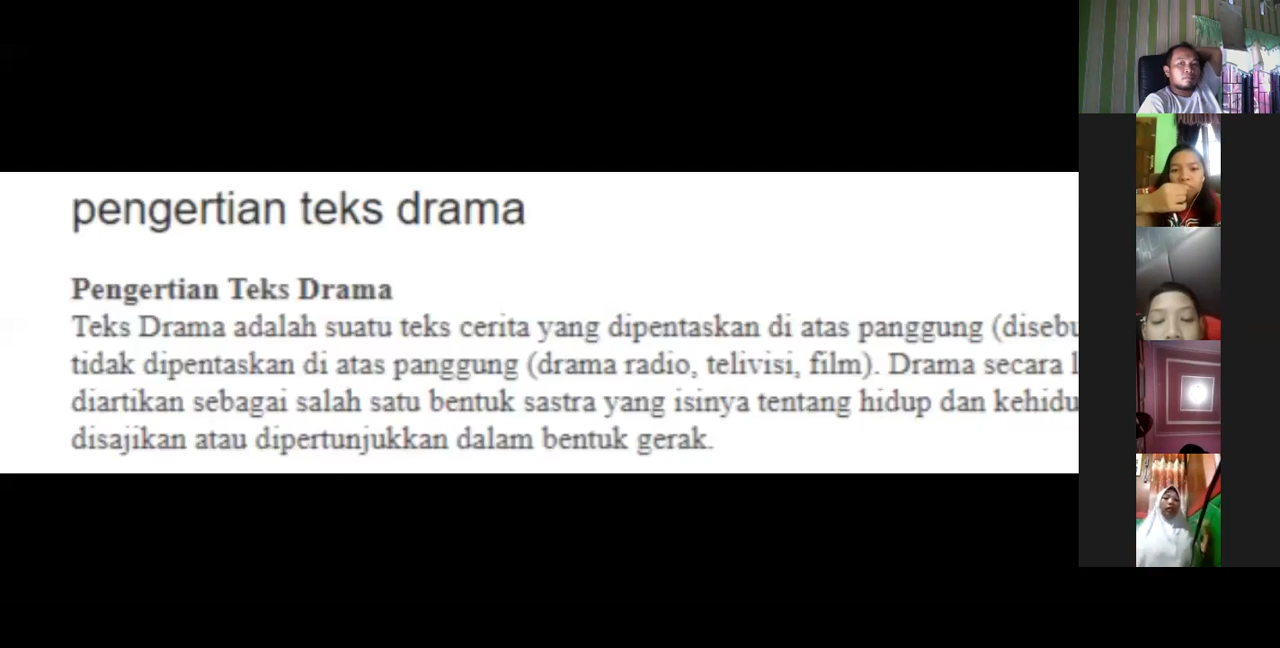 pengertian teks drama
Pengertian Teks Drama
Teks Drama adalah suatu teks cerita yang dipentaskan di atas panggung (disebu
tidak dipentaskan di atas panggung (drama radio, telivisi, film). Drama secara l
diartikan sebagai salah satu bentuk sastra yang isinya tentang hidup dan kehidu
disajikan atau dipertunjukkan dalam bentuk gerak.